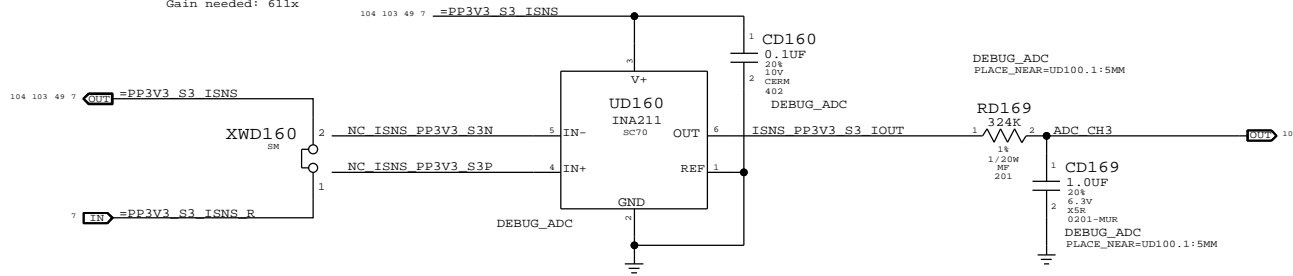 Gain needed: 611x
104 103 49 7 =PP3V3_S3_ISNS
1 CD160
0.1UF
20%
10V
2 CERM
402
DEBUG_ADC
DEBUG_ADC
PLACE_NEAR=UD100.1:5MM
3
V+
104 103 49 7 OUT =PP3V3_S3_ISNS
UD160
INA211
SC70
RD169
324K
XWD160
SM
2 NC_ISNS_PP3V3_S3N 5 IN-
OUT 6 ISNS_PP3V3_S3_IOUT 1 2 ADC_CH3 OUT 10
1%
1/20W
MF
201
NC_ISNS_PP3V3_S3P 4 IN+
REF 1
1
1 CD169
1.0UF
20%
6.3V
2 X5R
0201-MUR
DEBUG_ADC
PLACE_NEAR=UD100.1:5MM
7 IN =PP3V3_S3_ISNS_R
GND
2
DEBUG_ADC